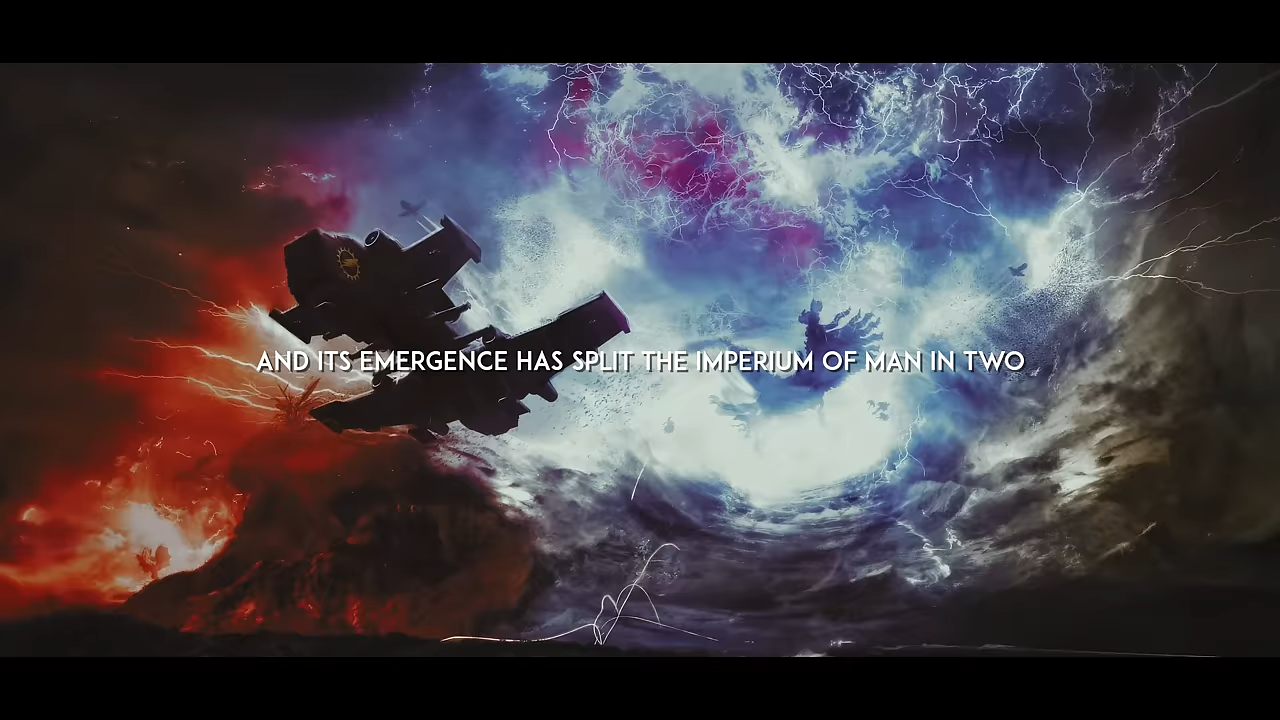 AND ITS EMERGENCE HAS SPLIT THE IMPERIUM OF MAN IN TWO